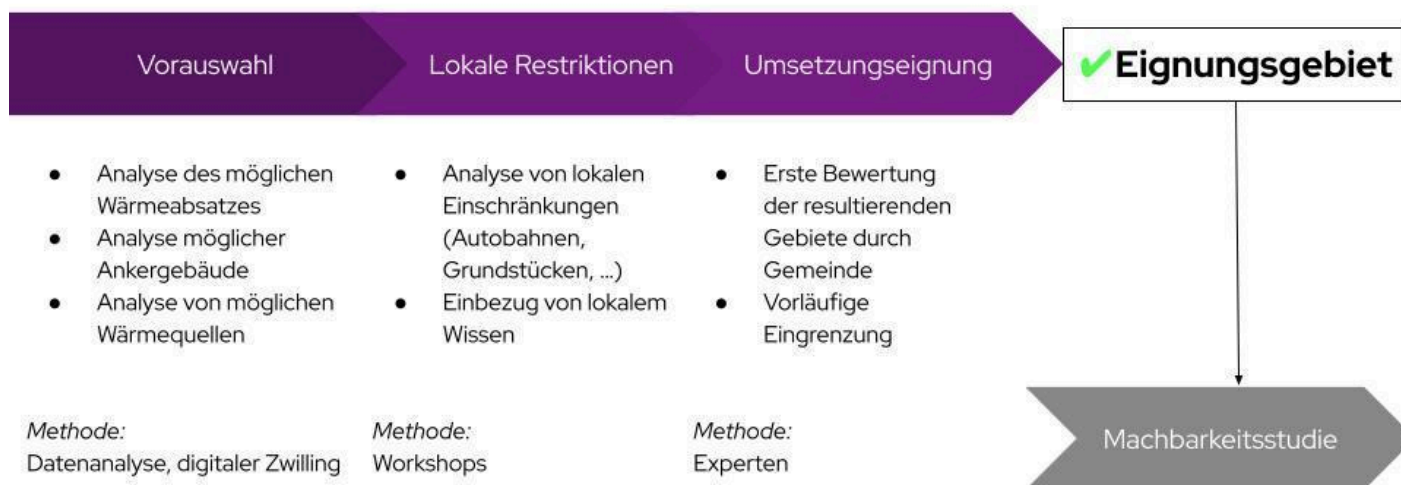 Vorauswahl
Lokale Restriktionen
Umsetzungseignung
✔Eignungsgebiet
● Analyse des möglichen
Wärmeabsatzes
● Analyse möglicher
Ankergebäude
● Analyse von möglichen
Wärmequellen
● Analyse von lokalen
Einschränkungen
(Autobahnen,
Grundstücken, ...)
● Einbezug von lokalem
Wissen
● Erste Bewertung
der resultierenden
Gebiete durch
Gemeinde
● Vorläufige
Eingrenzung
Methode:
Datenanalyse, digitaler Zwilling
Methode:
Workshops
Methode:
Experten
Machbarkeitsstudie